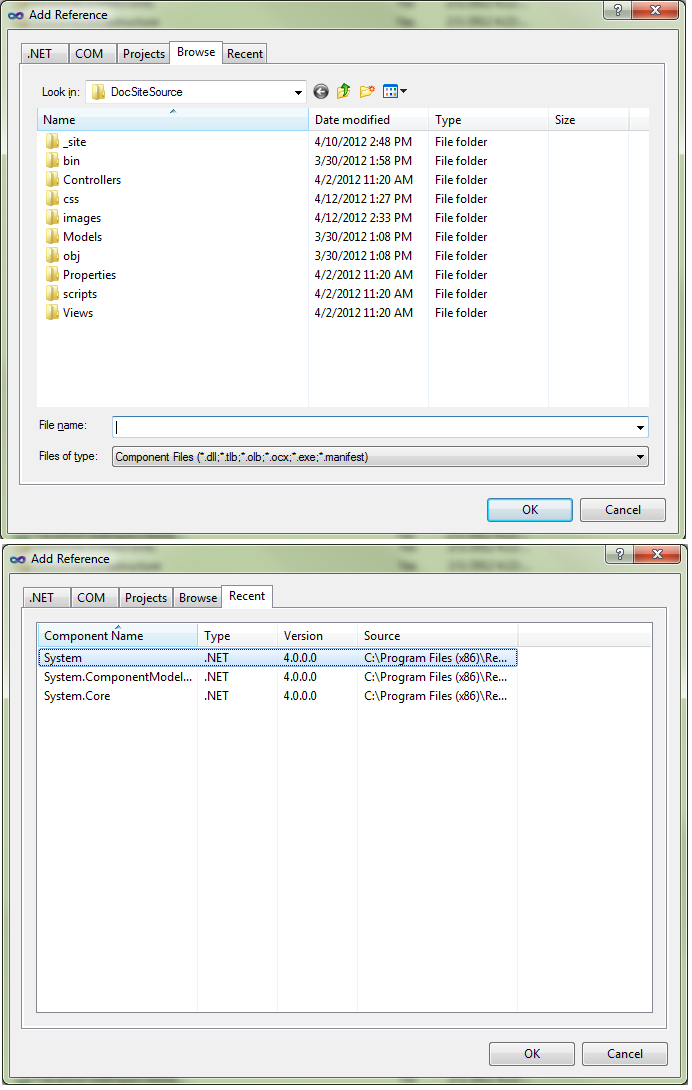 Add Reference
.NET COM Projects Browse Recent
Look in: DocSiteSource
Name Date modified Type Size
_site 4/10/2012 2:48 PM File folder
bin 3/30/2012 1:58 PM File folder
Controllers 4/2/2012 11:20 AM File folder
css 4/12/2012 1:27 PM File folder
images 4/12/2012 2:33 PM File folder
Models 3/30/2012 1:08 PM File folder
obj 3/30/2012 1:08 PM File folder
Properties 4/2/2012 11:20 AM File folder
scripts 4/2/2012 11:20 AM File folder
Views 4/2/2012 11:20 AM File folder
File name:
Files of type: Component Files (*.dll;*.tlb;*.olb;*.ocx;*.exe;*.manifest)
OK Cancel
Add Reference
.NET COM Projects Browse Recent
Component Name Type Version Source
System .NET 4.0.0.0 C:\Program Files (x86)\Re...
System.ComponentModel... .NET 4.0.0.0 C:\Program Files (x86)\Re...
System.Core .NET 4.0.0.0 C:\Program Files (x86)\Re...
OK Cancel